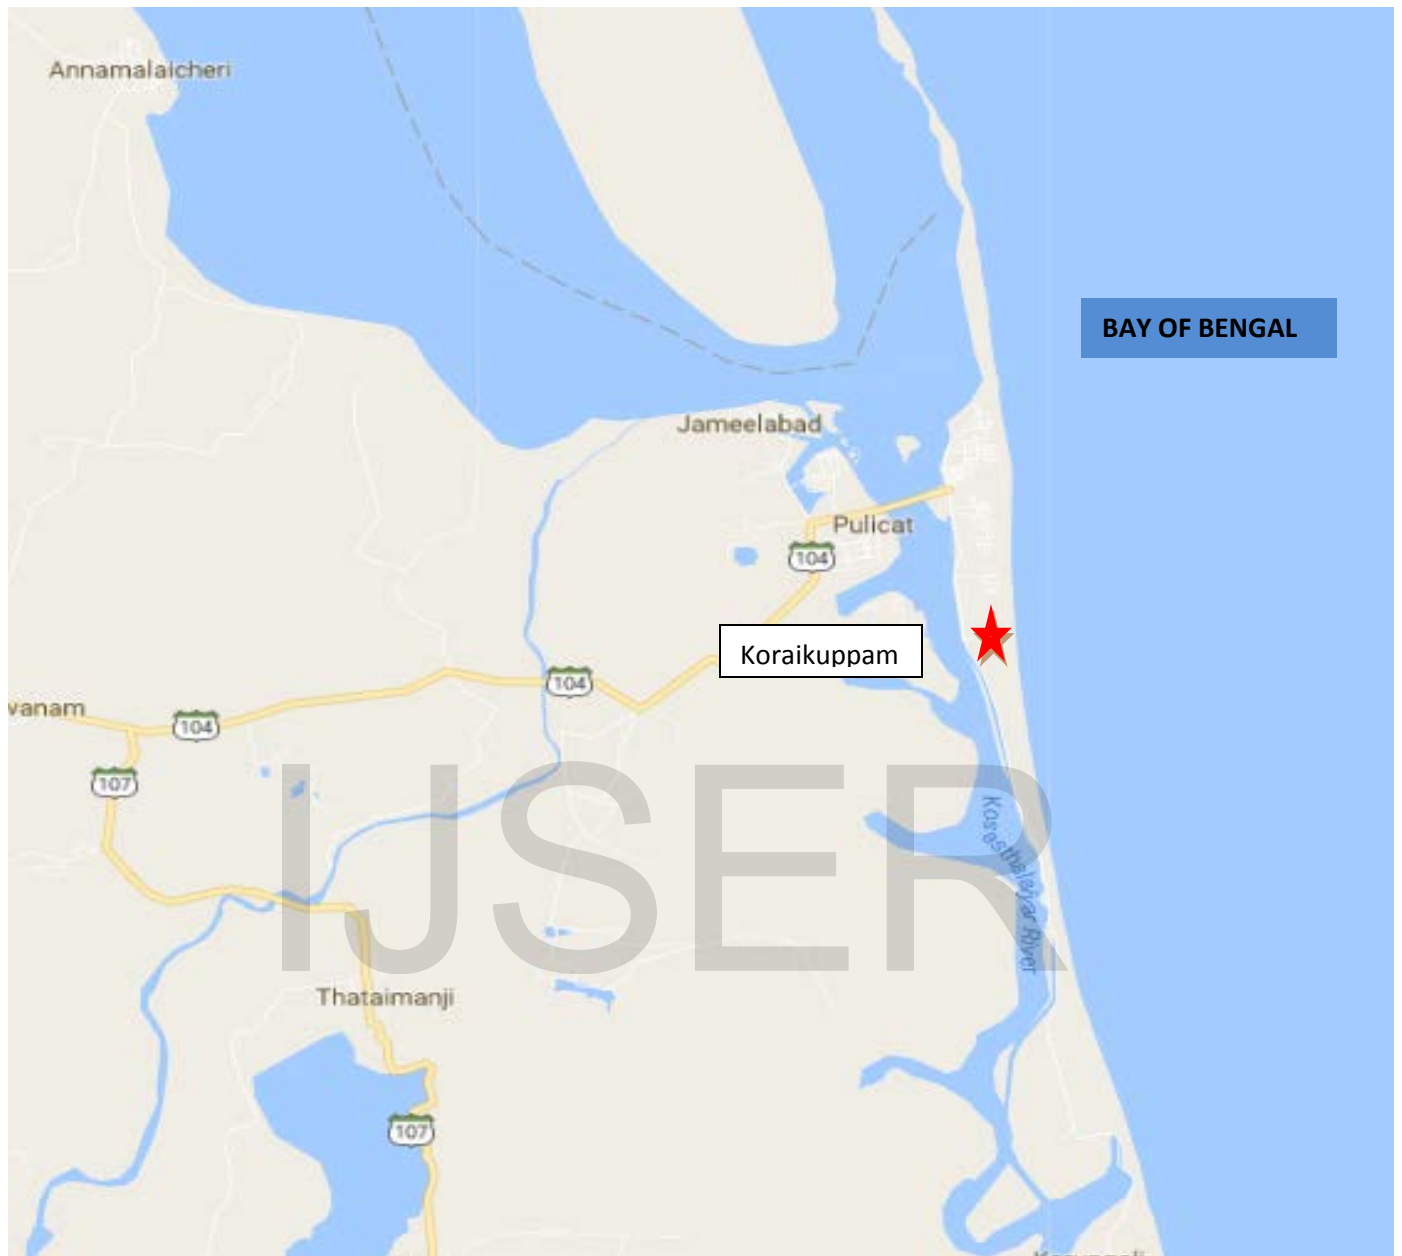 Annamalaicheri
BAY OF BENGAL
Jameelabad
Pulicat
104
Koraikuppam
104
vanam
104
107
IJSER
Kosasthalaiyar River
Thataimanji
107